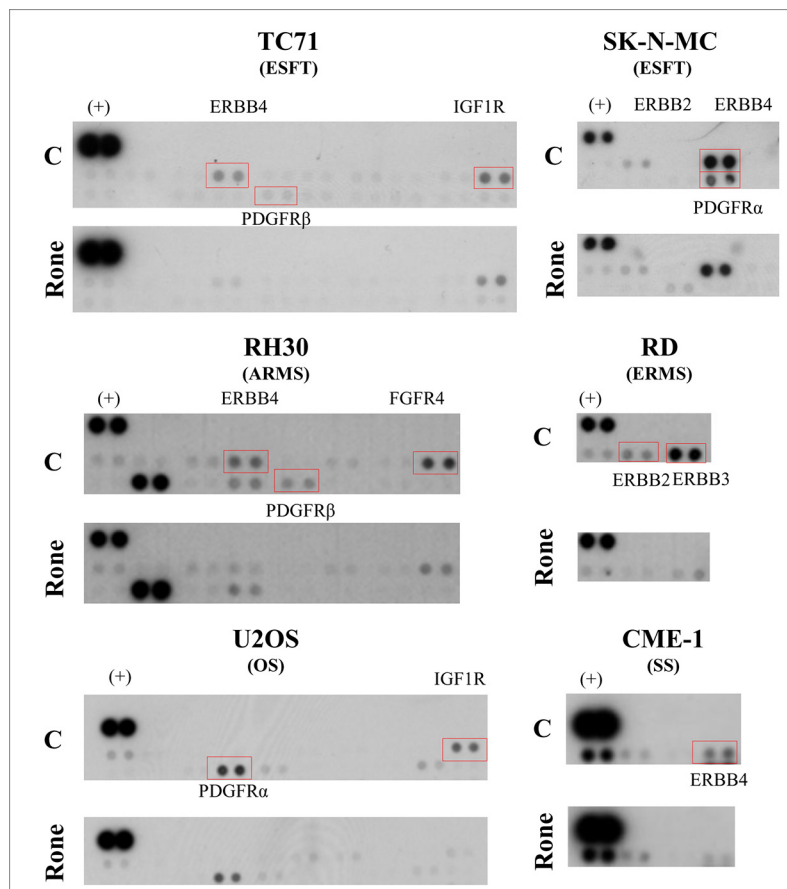 TC71
(ESFT)
(+) ERBB4 IGF1R
C
PDGFRβ
Rone
SK-N-MC
(ESFT)
(+) ERBB2 ERBB4
C
PDGFRα
Rone
RH30
(ARMS)
(+) ERBB4 FGFR4
C
PDGFRβ
Rone
RD
(ERMS)
(+)
C
ERBB2 ERBB3
Rone
U2OS
(OS)
(+) IGF1R
C
PDGFRα
Rone
CME-1
(SS)
(+)
C
ERBB4
Rone